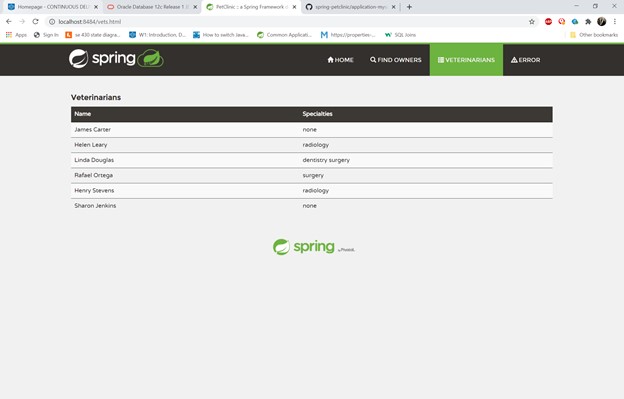 Homepage - CONTINUOUS DEL
Oracle Database 12c Release 1
PetClinic :: a Spring Framework
spring-petclinic/application-my
localhost:8484/vets.html
Apps
Sign in
se 430 state diagra...
W1: Introduction, D...
How to switch Java...
Common Applicati...
https://properties-...
SQL Joins
Other bookmarks
spring
HOME
FIND OWNERS
VETERINARIANS
ERROR
Veterinarians
Name Specialties
James Carter none
Helen Leary radiology
Linda Douglas dentistry surgery
Rafael Ortega surgery
Henry Stevens radiology
Sharon Jenkins none
spring by Pivotal.